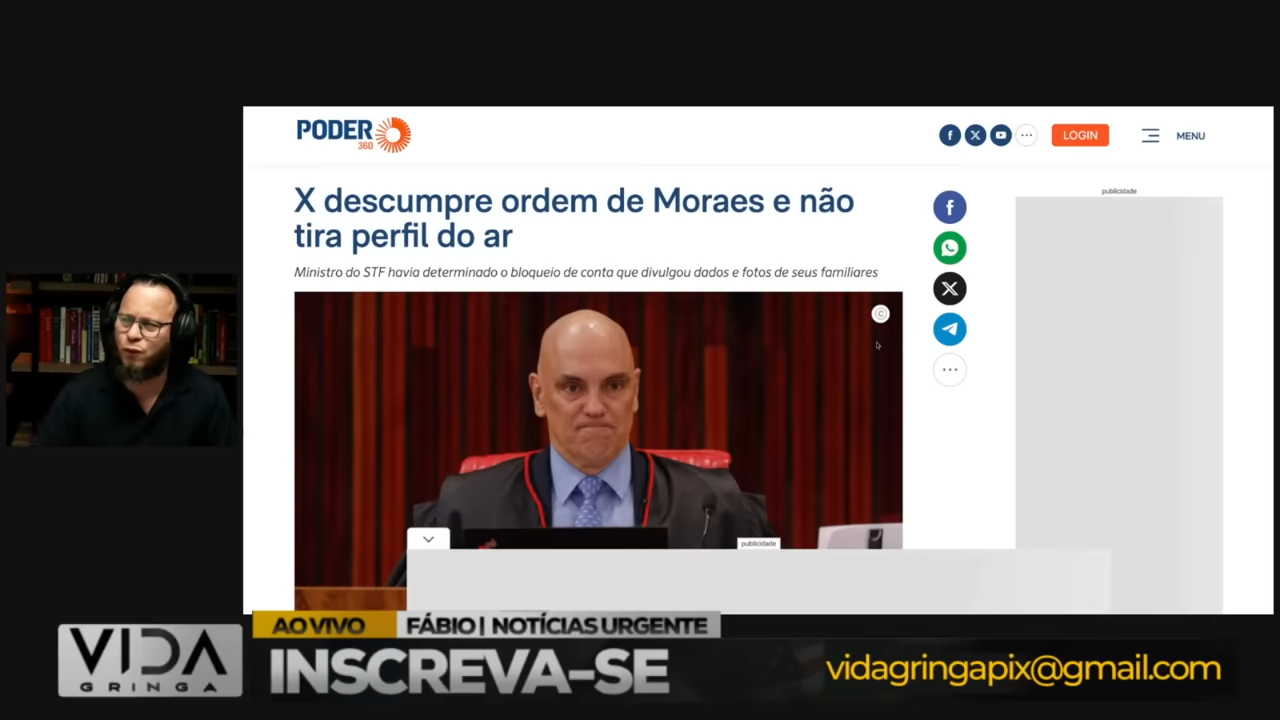 PODER
360
LOGIN
MENU
X descumpre ordem de Moraes e não
tira perfil do ar
Ministro do STF havia determinado o bloqueio de conta que divulgou dados e fotos de seus familiares
publicidade
publicidade
AO VIVO
FÁBIO | NOTÍCIAS URGENTE
VIDA
GRINGA
INSCREVA-SE
vidagringapix@gmail.com